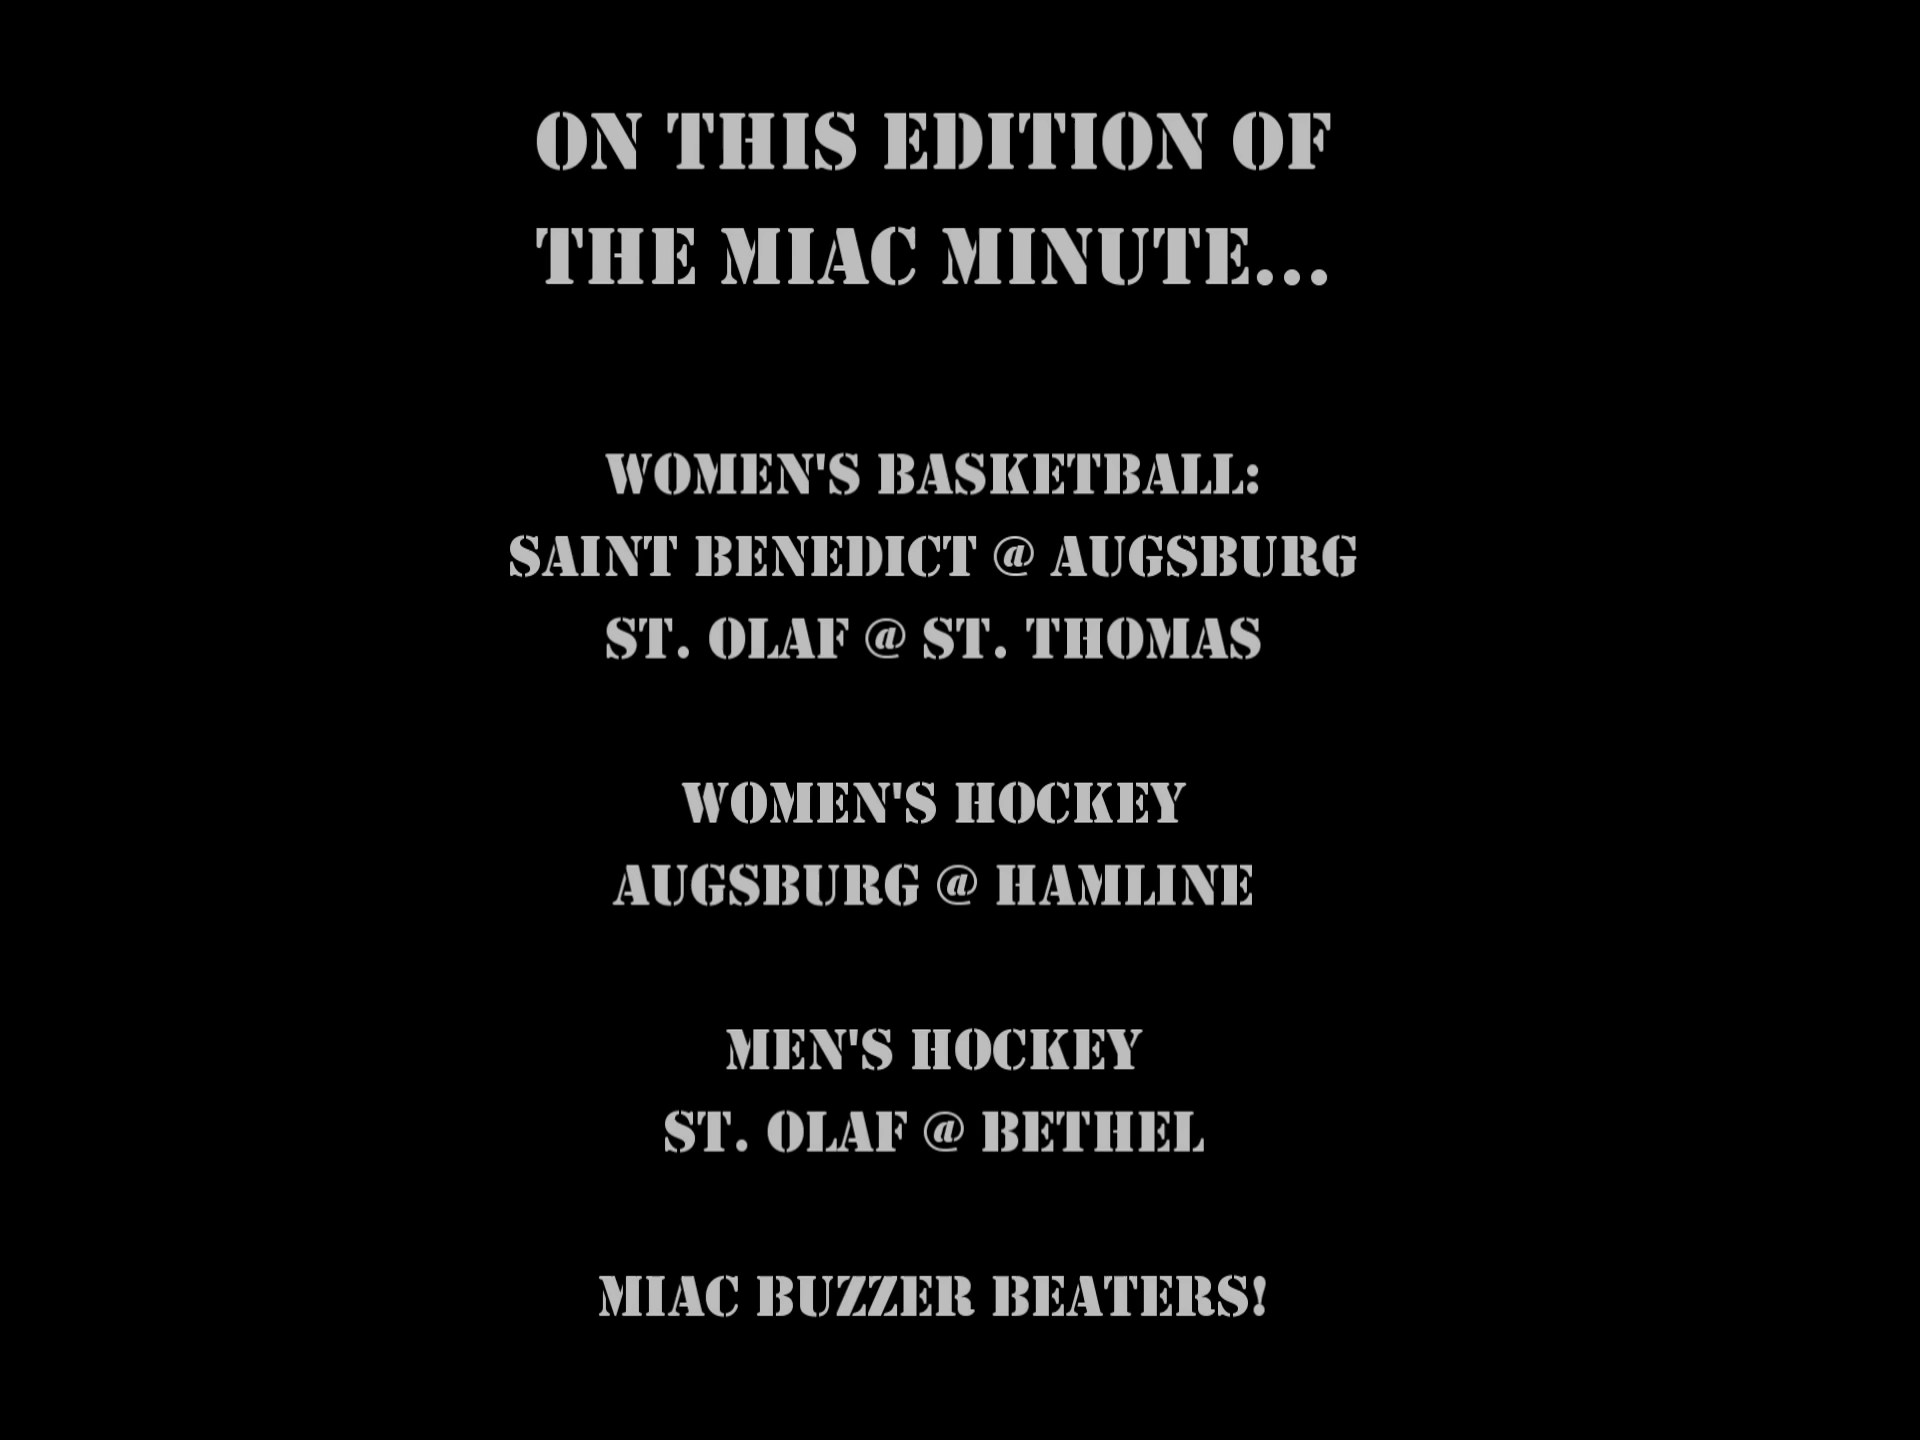 ON THIS EDITION OF
THE MIAC MINUTE...
WOMEN'S BASKETBALL:
SAINT BENEDICT @ AUGSBURG
ST. OLAF @ ST. THOMAS
WOMEN'S HOCKEY
AUGSBURG @ HAMLINE
MEN'S HOCKEY
ST. OLAF @ BETHEL
MIAC BUZZER BEATERS!